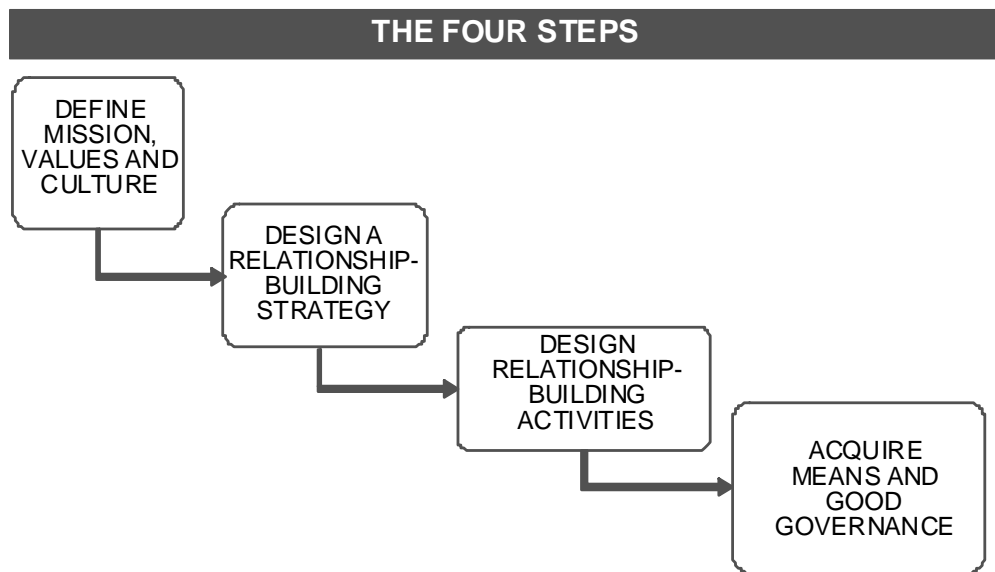 THE FOUR STEPS
DEFINE
MISSION,
VALUES AND
CULTURE
DESIGN A
RELATIONSHIP-
BUILDING
STRATEGY
DESIGN
RELATIONSHIP-
BUILDING
ACTIVITIES
ACQUIRE
MEANS AND
GOOD
GOVERNANCE